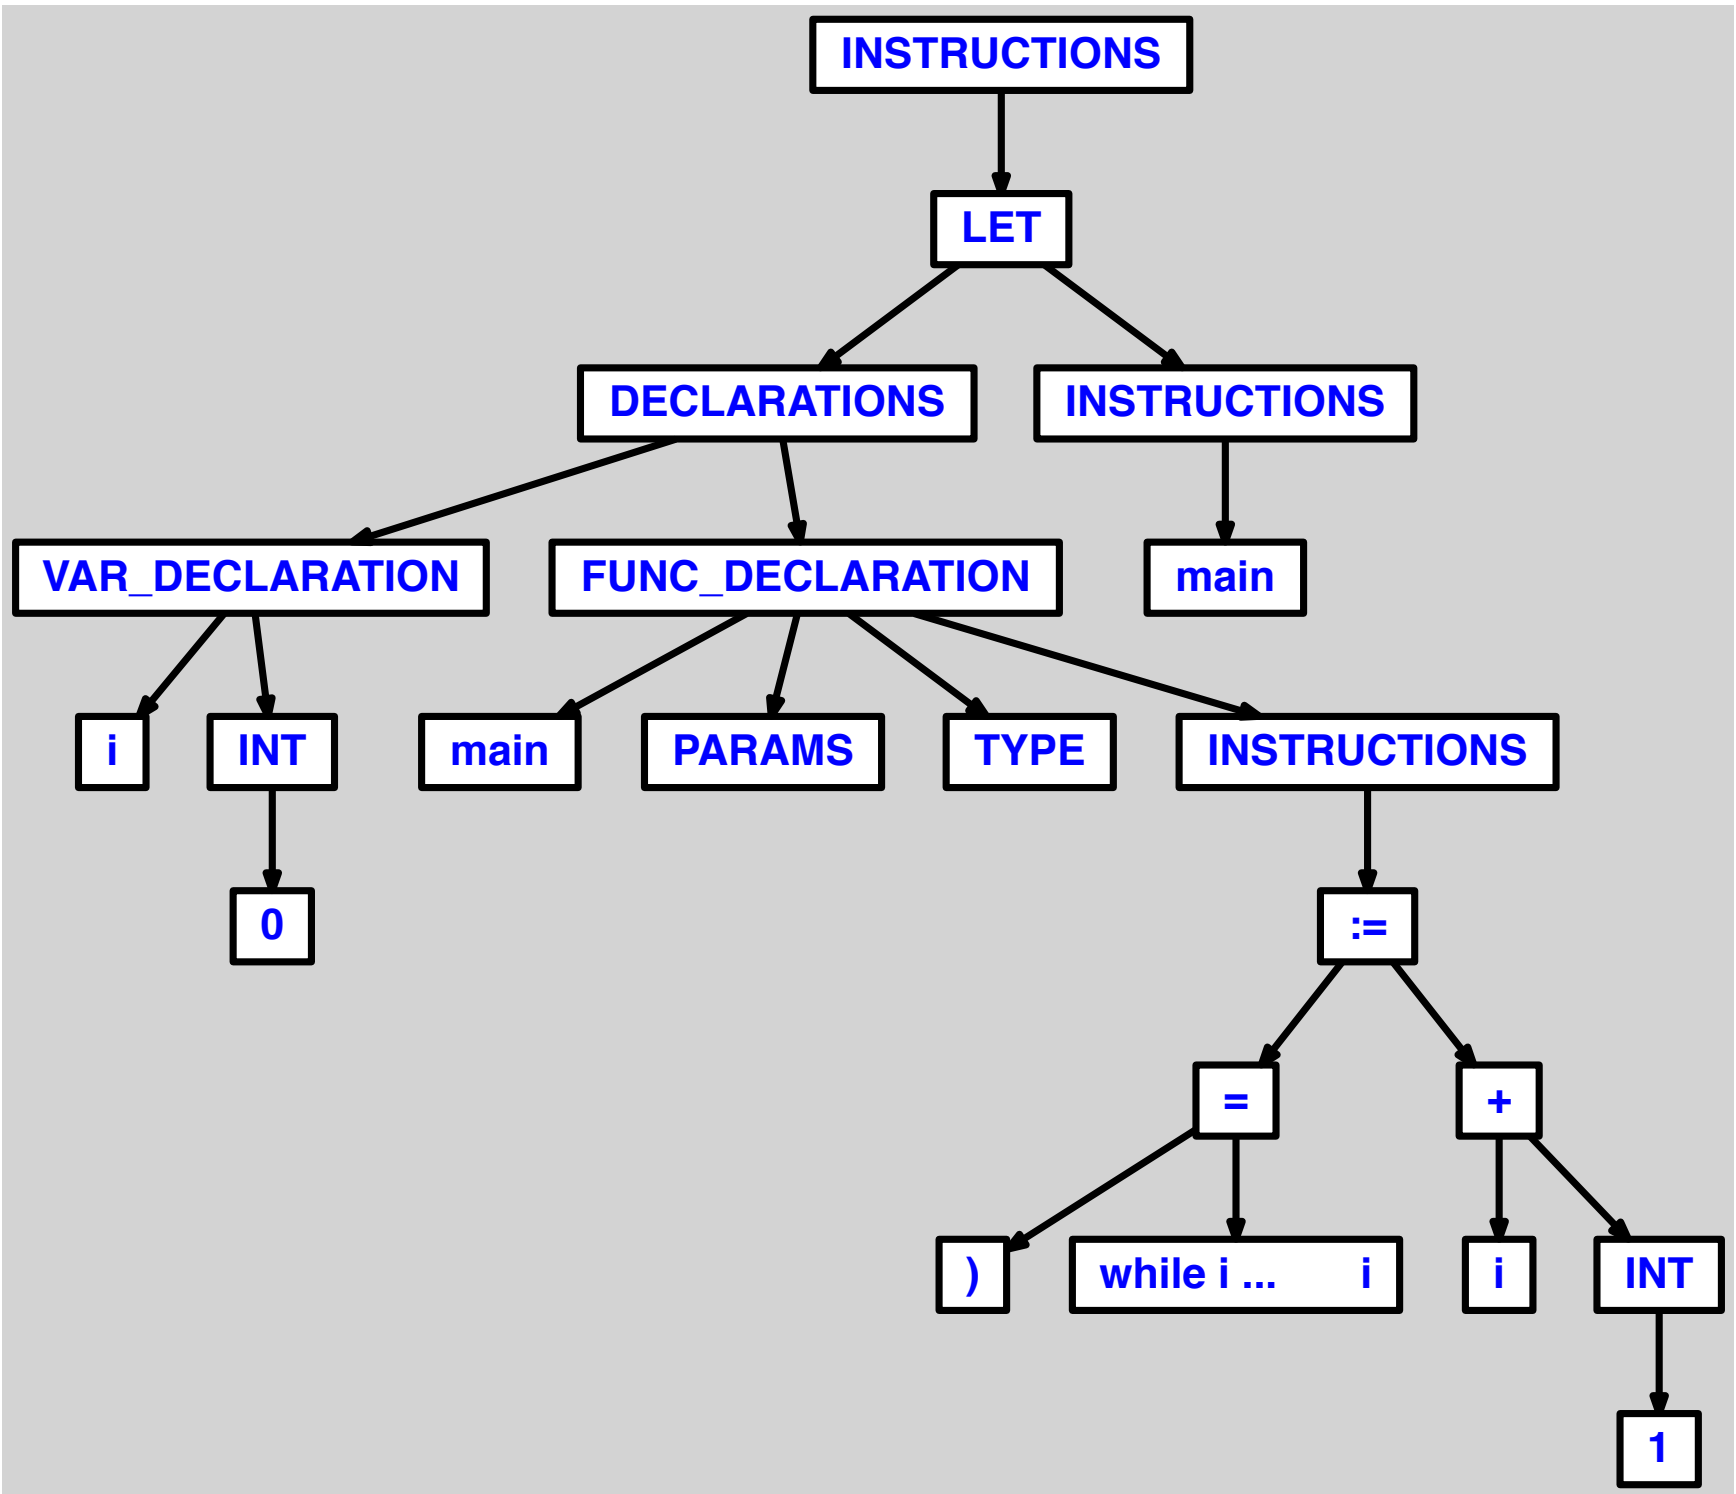 INSTRUCTIONS
LET
DECLARATIONS
INSTRUCTIONS
VAR_DECLARATION
FUNC_DECLARATION
main
i
INT
main
PARAMS
TYPE
INSTRUCTIONS
0
:=
=
+
)
while i ... i
i
INT
1